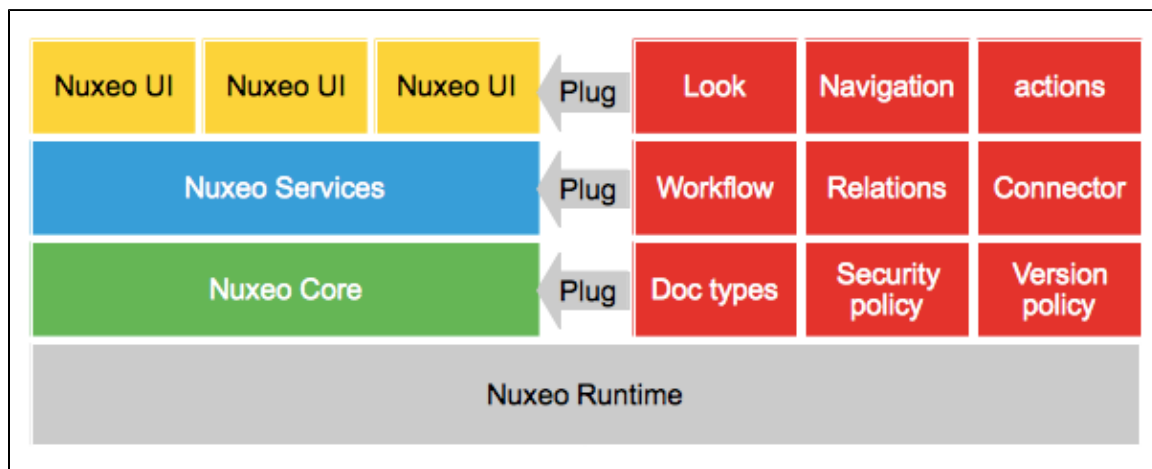 Nuxeo UI Nuxeo UI Nuxeo UI Plug Look Navigation actions
Nuxeo Services Plug Workflow Relations Connector
Nuxeo Core Plug Doc types Security policy Version policy
Nuxeo Runtime